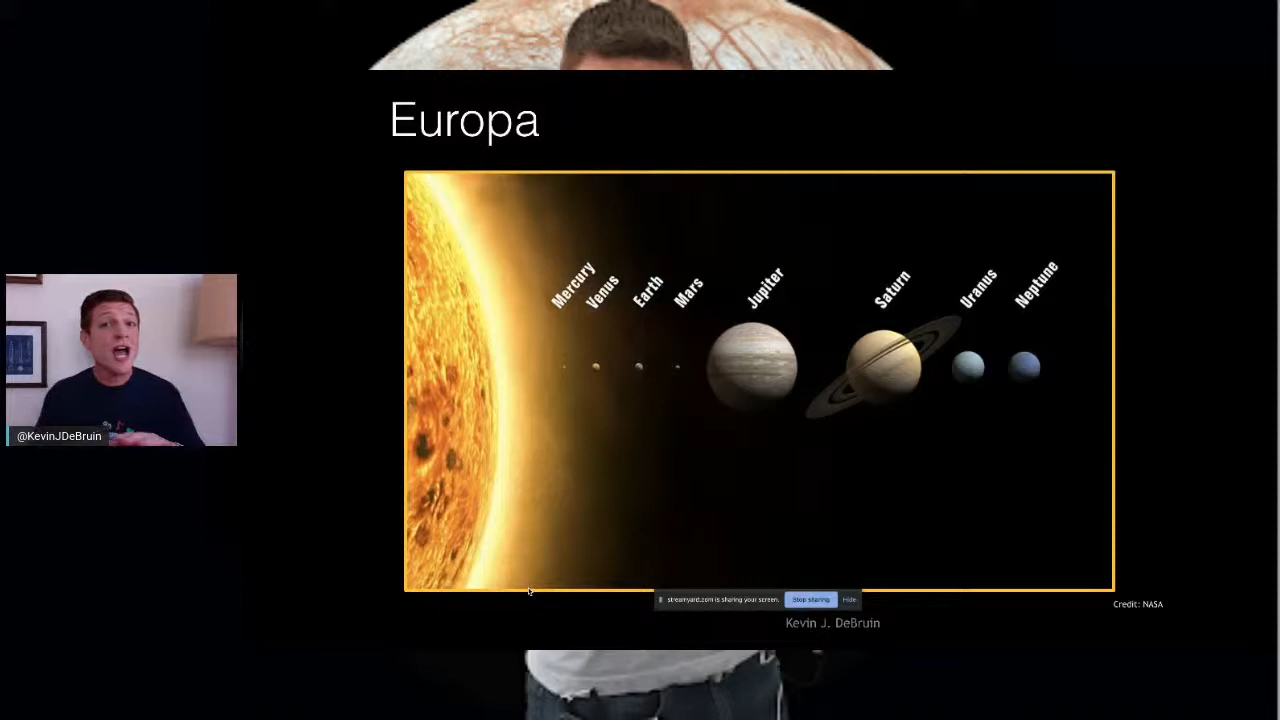 Europa
Mercury
Venus
Earth
Mars
Jupiter
Saturn
Uranus
Neptune
@KevinJDeBruin
streamyard.com is sharing your screen.
Stop sharing
Hide
Credit: NASA
Kevin J. DeBruin